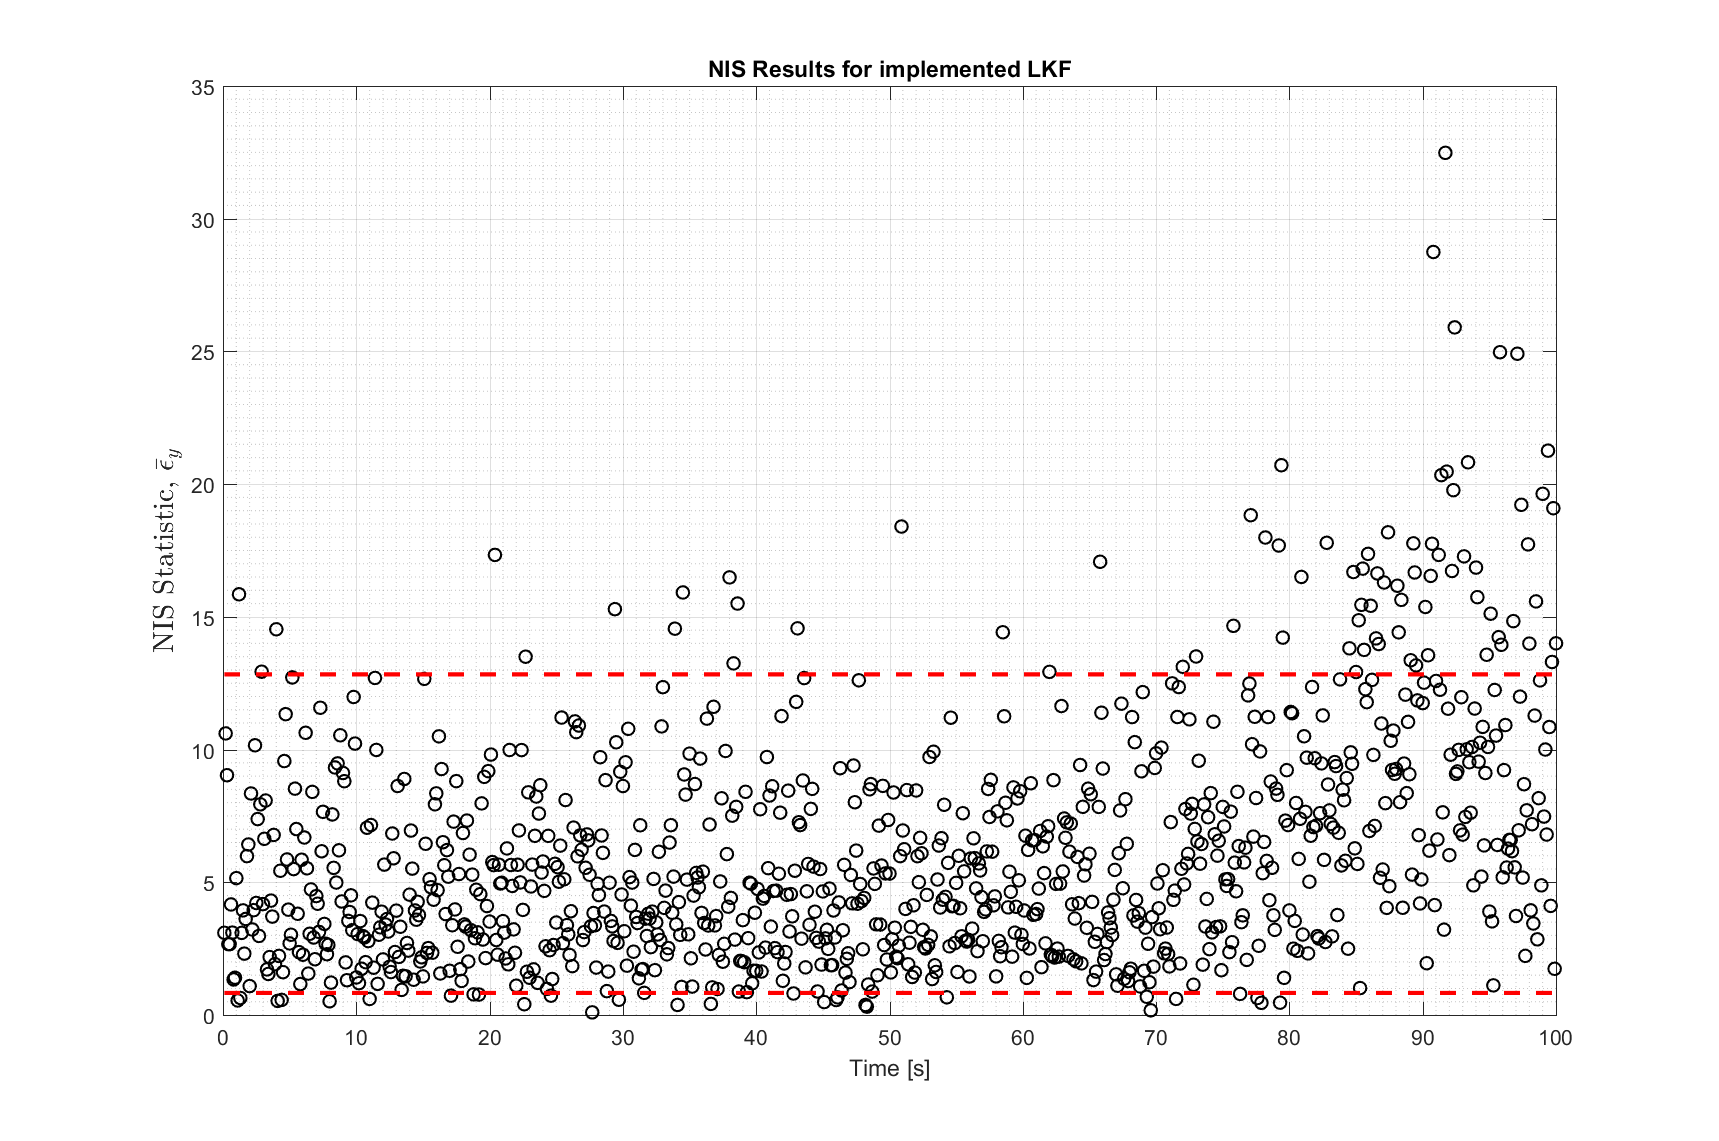 NIS Results for implemented LKF
35
30
25
20
15
10
5
0
NIS Statistic, ϵ̄_y
0 10 20 30 40 50 60 70 80 90 100
Time [s]